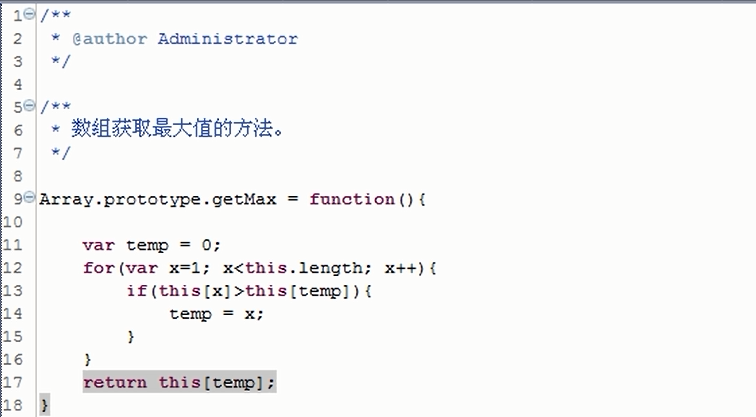 1 /**
2  * @author Administrator
3  */
4
5 /**
6  * 数组获取最大值的方法。
7  */
8
9 Array.prototype.getMax = function(){
10
11     var temp = 0;
12     for(var x=1; x<this.length; x++){
13         if(this[x]>this[temp]){
14             temp = x;
15         }
16     }
17     return this[temp];
18 }